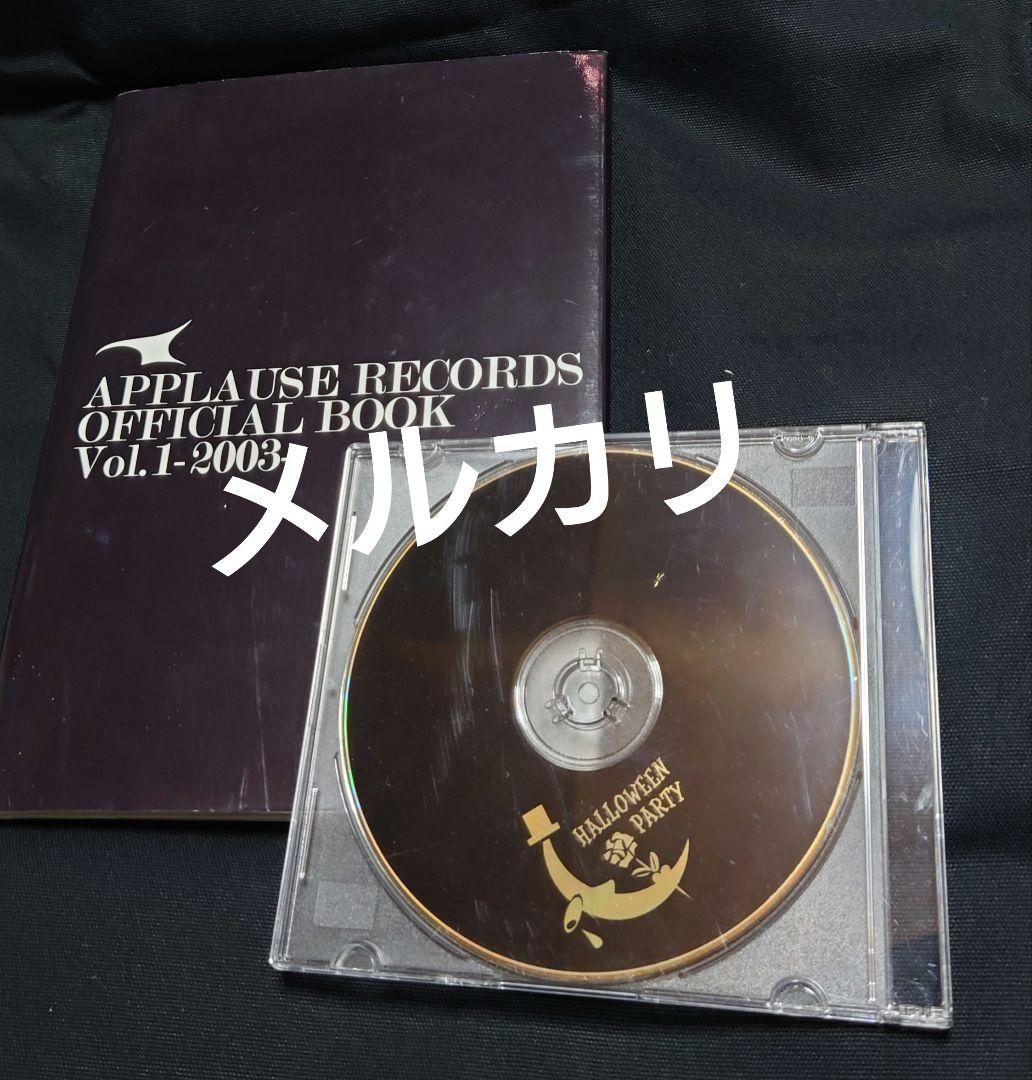 APPLAUSE RECORDS
OFFICIAL BOOK
Vol. 1-2003-
メルカリ
HALLOWEEN
PARTY